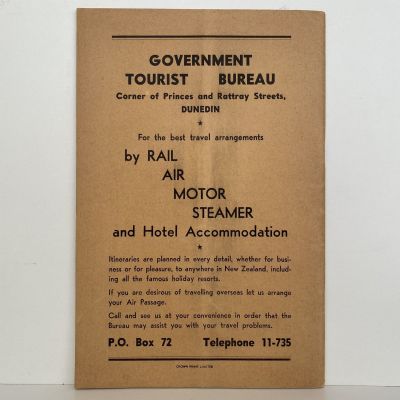 GOVERNMENT
TOURIST BUREAU
Corner of Princes and Rattray Streets,
DUNEDIN
★
For the best travel arrangements
by RAIL
AIR
MOTOR
STEAMER
and Hotel Accommodation
★
Itineraries are planned in every detail, whether for busi-
ness or for pleasure, to anywhere in New Zealand, includ-
ing all the famous holiday resorts.
If you are desirous of travelling overseas let us arrange
your Air Passage.
Call and see us at your convenience in order that the
Bureau may assist you with your travel problems.
P.O. Box 72 Telephone 11-735
CROWN PRINT LIMITED